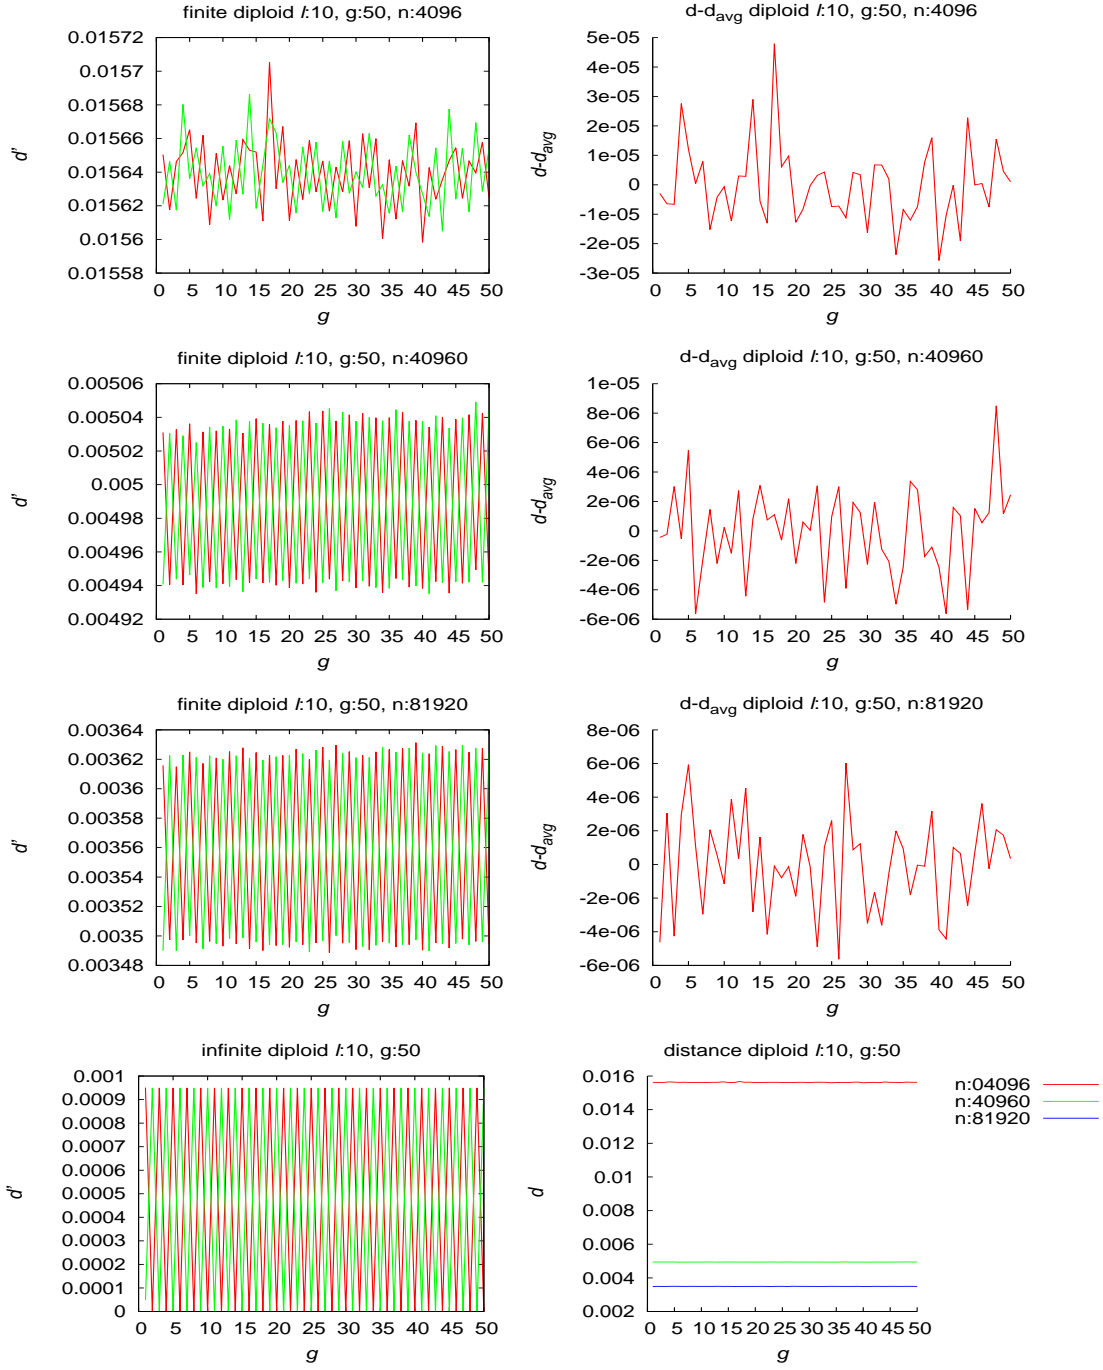 finite diploid l:10, g:50, n:4096
0.01572
0.0157
0.01568
0.01566
0.01564
0.01562
0.0156
0.01558
d'
0 5 10 15 20 25 30 35 40 45 50
g
d-davg diploid l:10, g:50, n:4096
5e-05
4e-05
3e-05
2e-05
1e-05
0
-1e-05
-2e-05
-3e-05
d-davg
0 5 10 15 20 25 30 35 40 45 50
g
finite diploid l:10, g:50, n:40960
0.00506
0.00504
0.00502
0.005
0.00498
0.00496
0.00494
0.00492
d'
0 5 10 15 20 25 30 35 40 45 50
g
d-davg diploid l:10, g:50, n:40960
1e-05
8e-06
6e-06
4e-06
2e-06
0
-2e-06
-4e-06
-6e-06
d-davg
0 5 10 15 20 25 30 35 40 45 50
g
finite diploid l:10, g:50, n:81920
0.00364
0.00362
0.0036
0.00358
0.00356
0.00354
0.00352
0.0035
0.00348
d'
0 5 10 15 20 25 30 35 40 45 50
g
d-davg diploid l:10, g:50, n:81920
8e-06
6e-06
4e-06
2e-06
0
-2e-06
-4e-06
-6e-06
d-davg
0 5 10 15 20 25 30 35 40 45 50
g
infinite diploid l:10, g:50
0.001
0.0009
0.0008
0.0007
0.0006
0.0005
0.0004
0.0003
0.0002
0.0001
0
d'
0 5 10 15 20 25 30 35 40 45 50
g
distance diploid l:10, g:50
0.016
0.014
0.012
0.01
0.008
0.006
0.004
0.002
d
0 5 10 15 20 25 30 35 40 45 50
g
n:04096
n:40960
n:81920